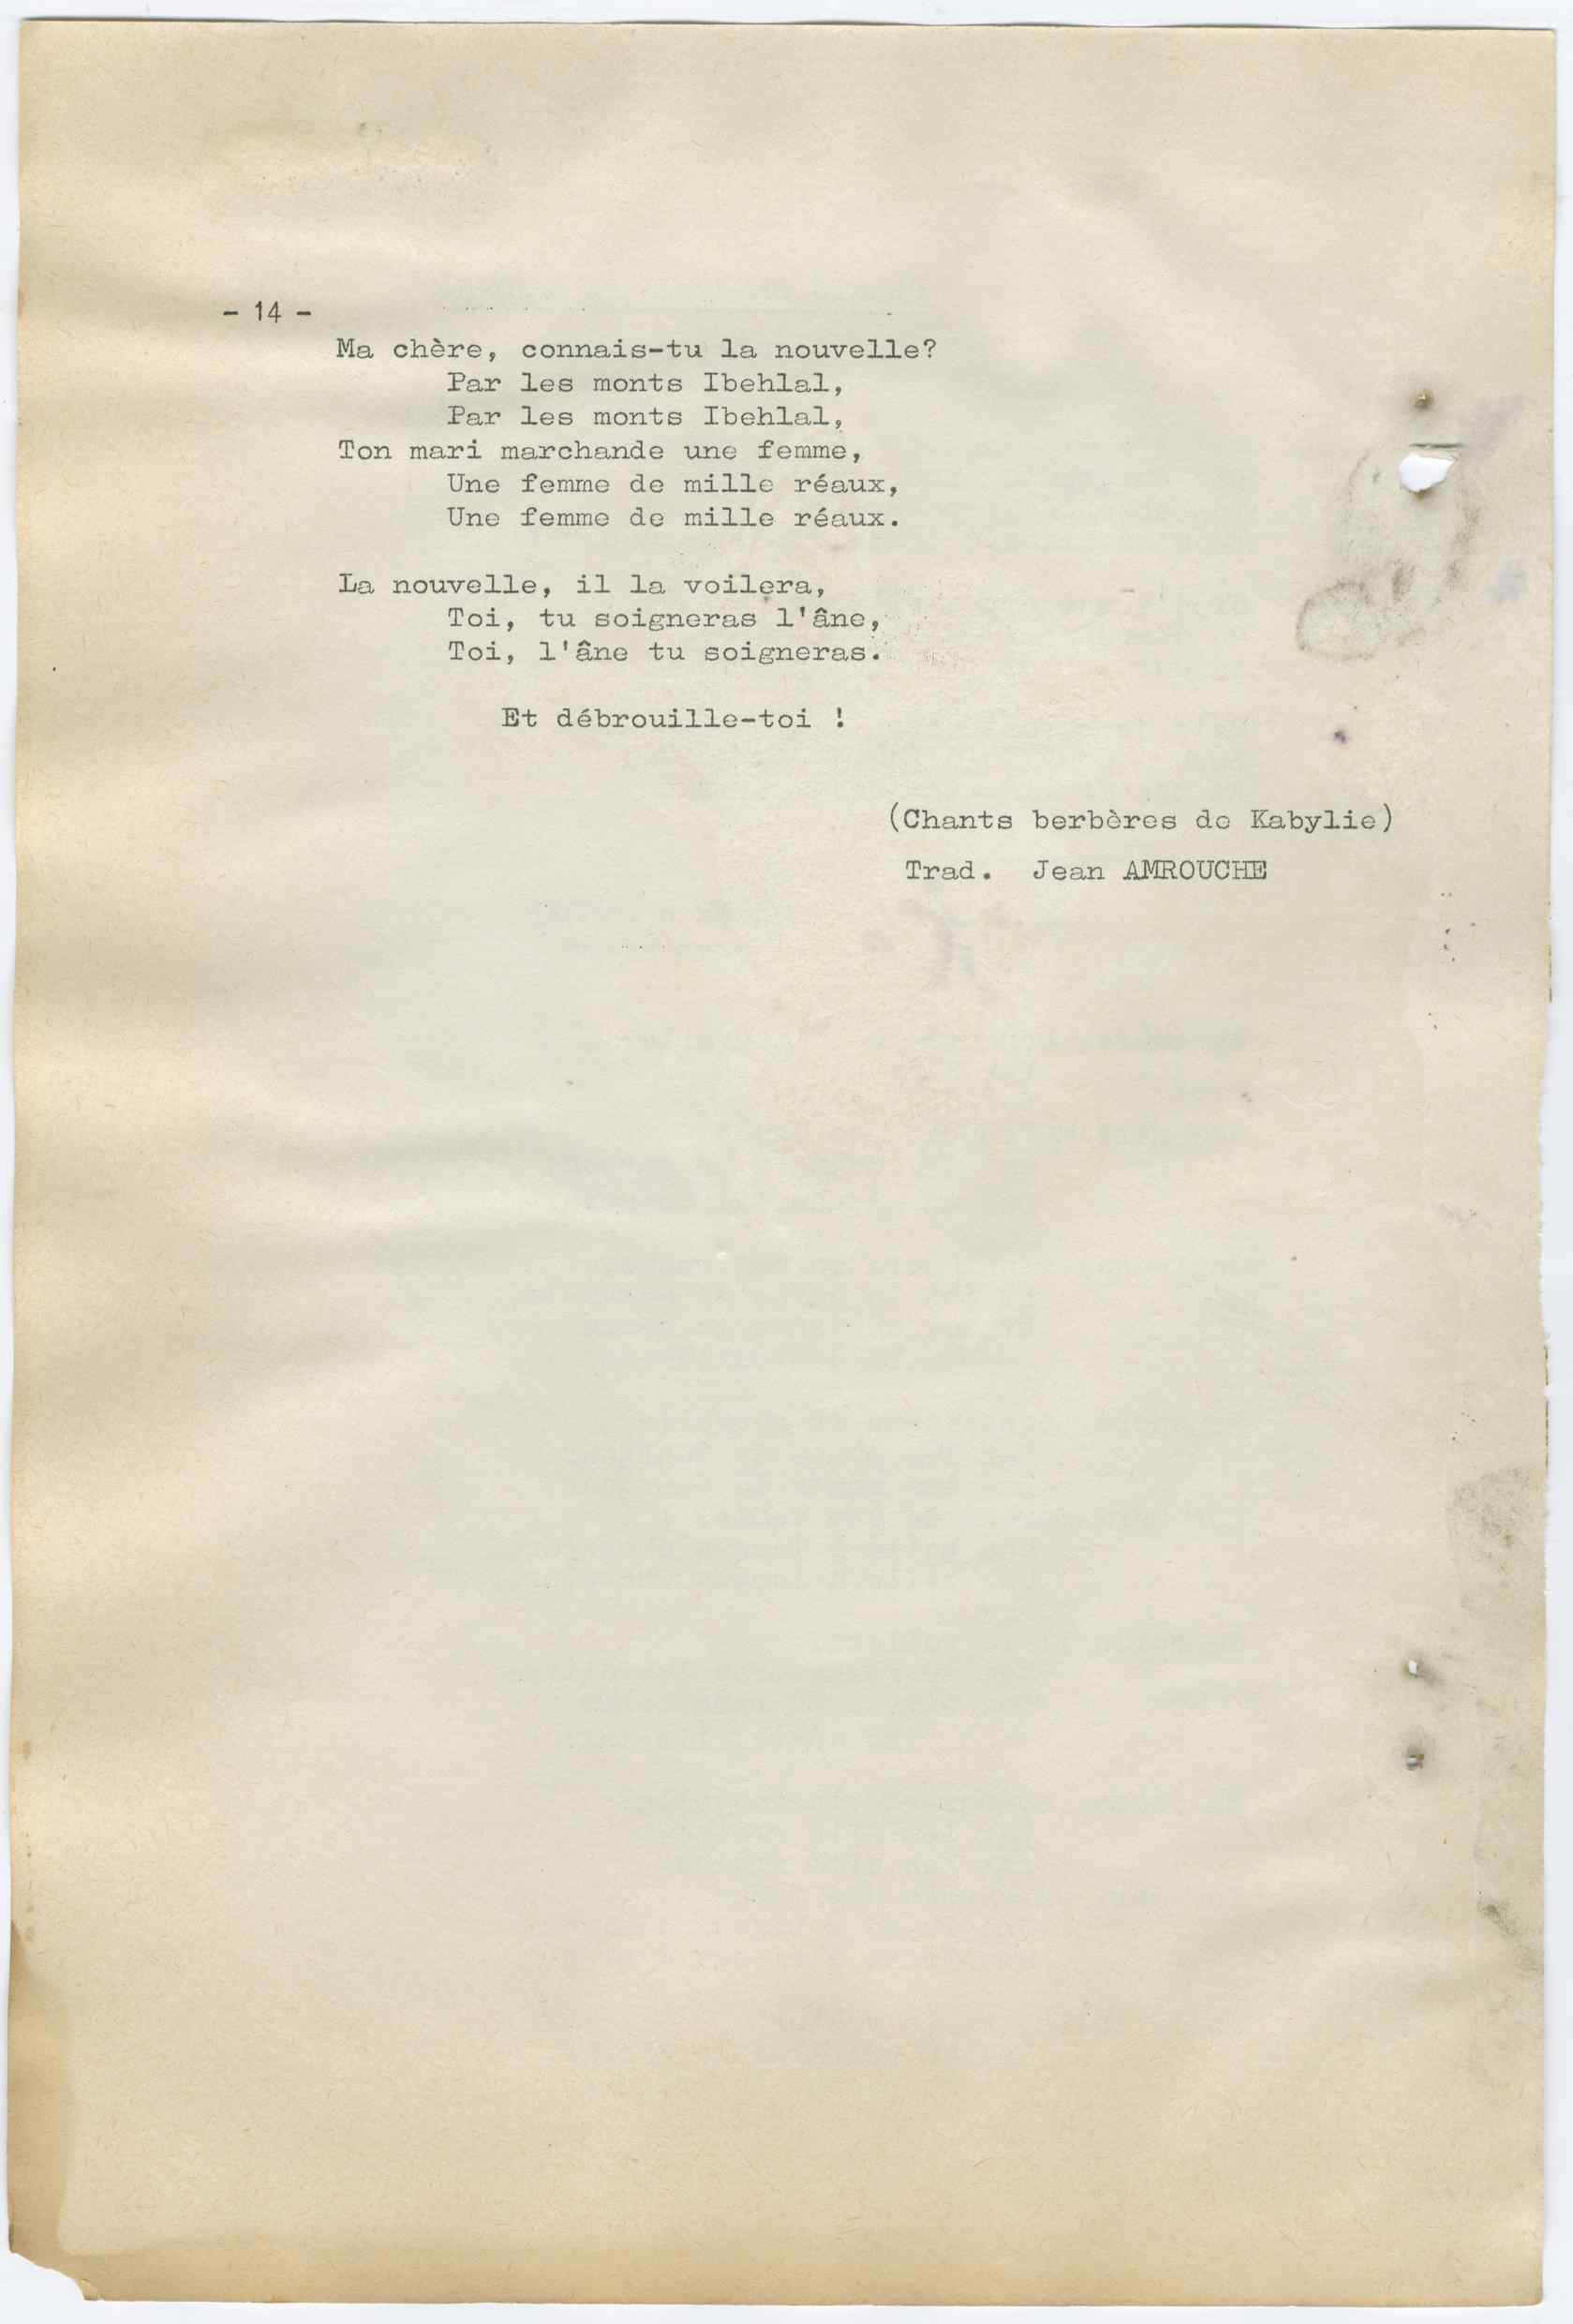 - 14 -
Ma chère, connais-tu la nouvelle?
Par les monts Ibehlal,
Par les monts Ibehlal,
Ton mari marchande une femme,
Une femme de mille réaux,
Une femme de mille réaux.
La nouvelle, il la voilera,
Toi, tu soigneras l'âne,
Toi, l'âne tu soigneras.
Et débrouille-toi !
(Chants berbères de Kabylie)
Trad. Jean AMROUCHE